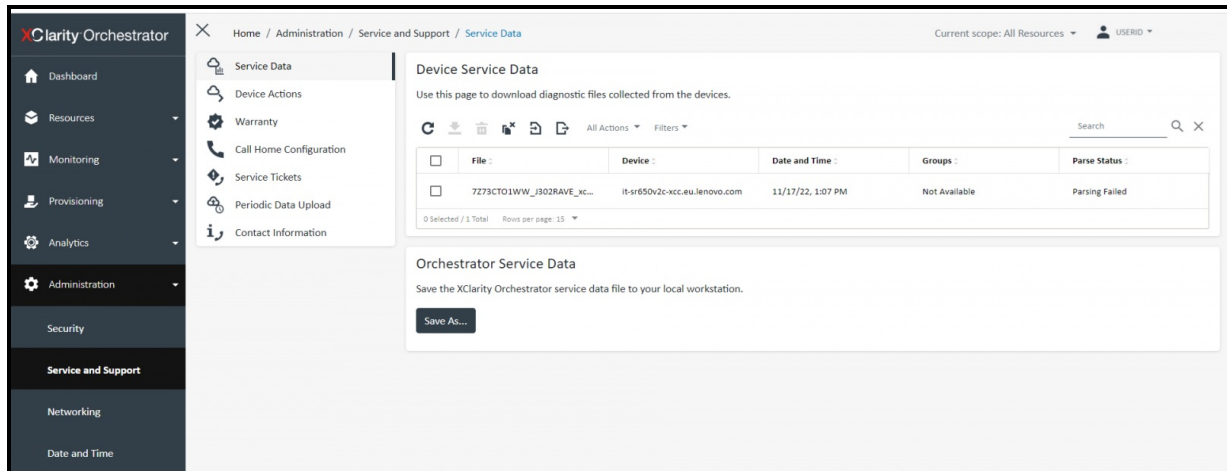 XClarity Orchestrator
Home / Administration / Service and Support / Service Data
Current scope: All Resources
USERID
Dashboard
Resources
Monitoring
Provisioning
Analytics
Administration
Security
Service and Support
Networking
Date and Time
Service Data
Device Actions
Warranty
Call Home Configuration
Service Tickets
Periodic Data Upload
Contact Information
Device Service Data
Use this page to download diagnostic files collected from the devices.
All Actions Filters Search
File Device Date and Time Groups Parse Status
7Z73CTO1WW_J302RAVE_xc... it-sr650v2c-xcc.eu.lenovo.com 11/17/22, 1:07 PM Not Available Parsing Failed
0 Selected / 1 Total Rows per page: 15
Orchestrator Service Data
Save the XClarity Orchestrator service data file to your local workstation.
Save As...